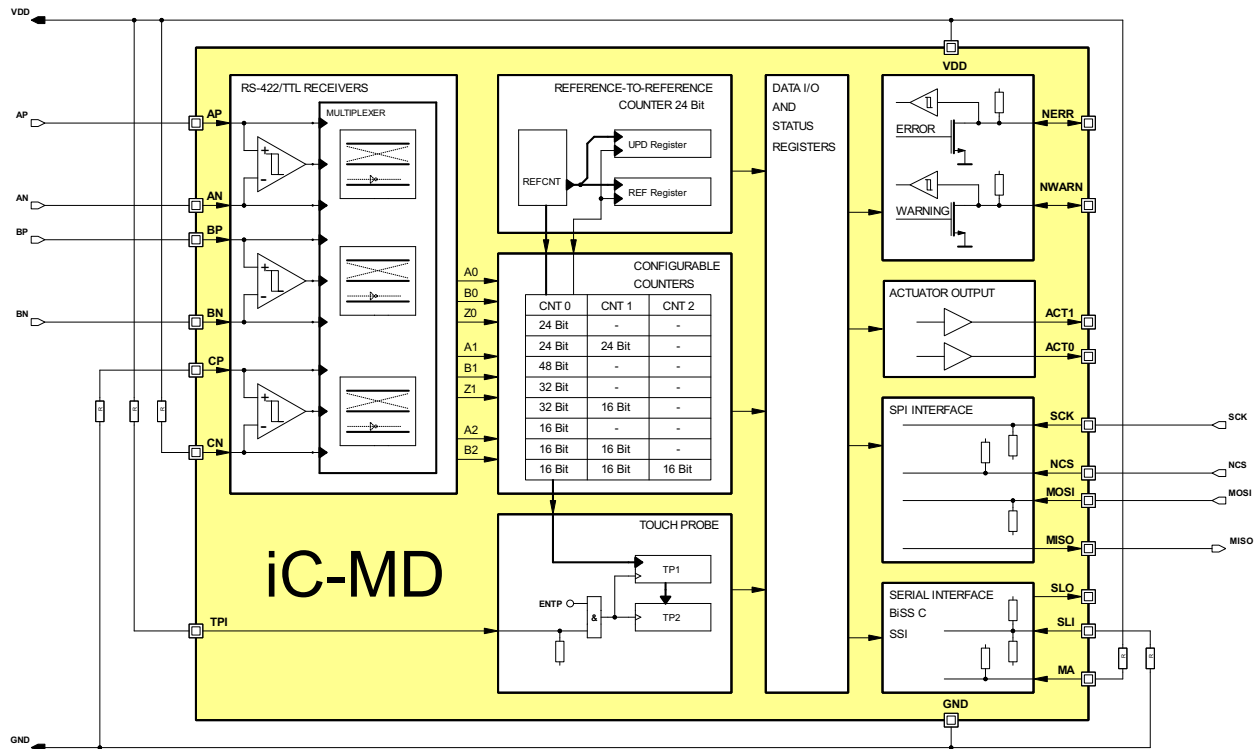 VDD
VDD
RS-422/TTL RECEIVERS
MULTIPLEXER
AP
AP
AN
AN
BP
BP
BN
BN
CP
CN
R
R
R
REFERENCE-TO-REFERENCE
COUNTER 24 Bit
REFCNT
UPD Register
REF Register
A0
B0
Z0
A1
B1
Z1
A2
B2
CONFIGURABLE
COUNTERS
CNT 0 CNT 1 CNT 2
24 Bit - -
24 Bit 24 Bit -
48 Bit - -
32 Bit - -
32 Bit 16 Bit -
16 Bit - -
16 Bit 16 Bit -
16 Bit 16 Bit 16 Bit
TOUCH PROBE
TP1
TP2
ENTP
&
iC-MD
TPI
DATA I/O
AND
STATUS
REGISTERS
ERROR
NERR
WARNING
NWARN
ACTUATOR OUTPUT
ACT1
ACT0
SPI INTERFACE
SCK
SCK
NCS
NCS
MOSI
MOSI
MISO
MISO
SERIAL INTERFACE
BiSS C
SSI
SLO
SLI
MA
R
R
GND
GND